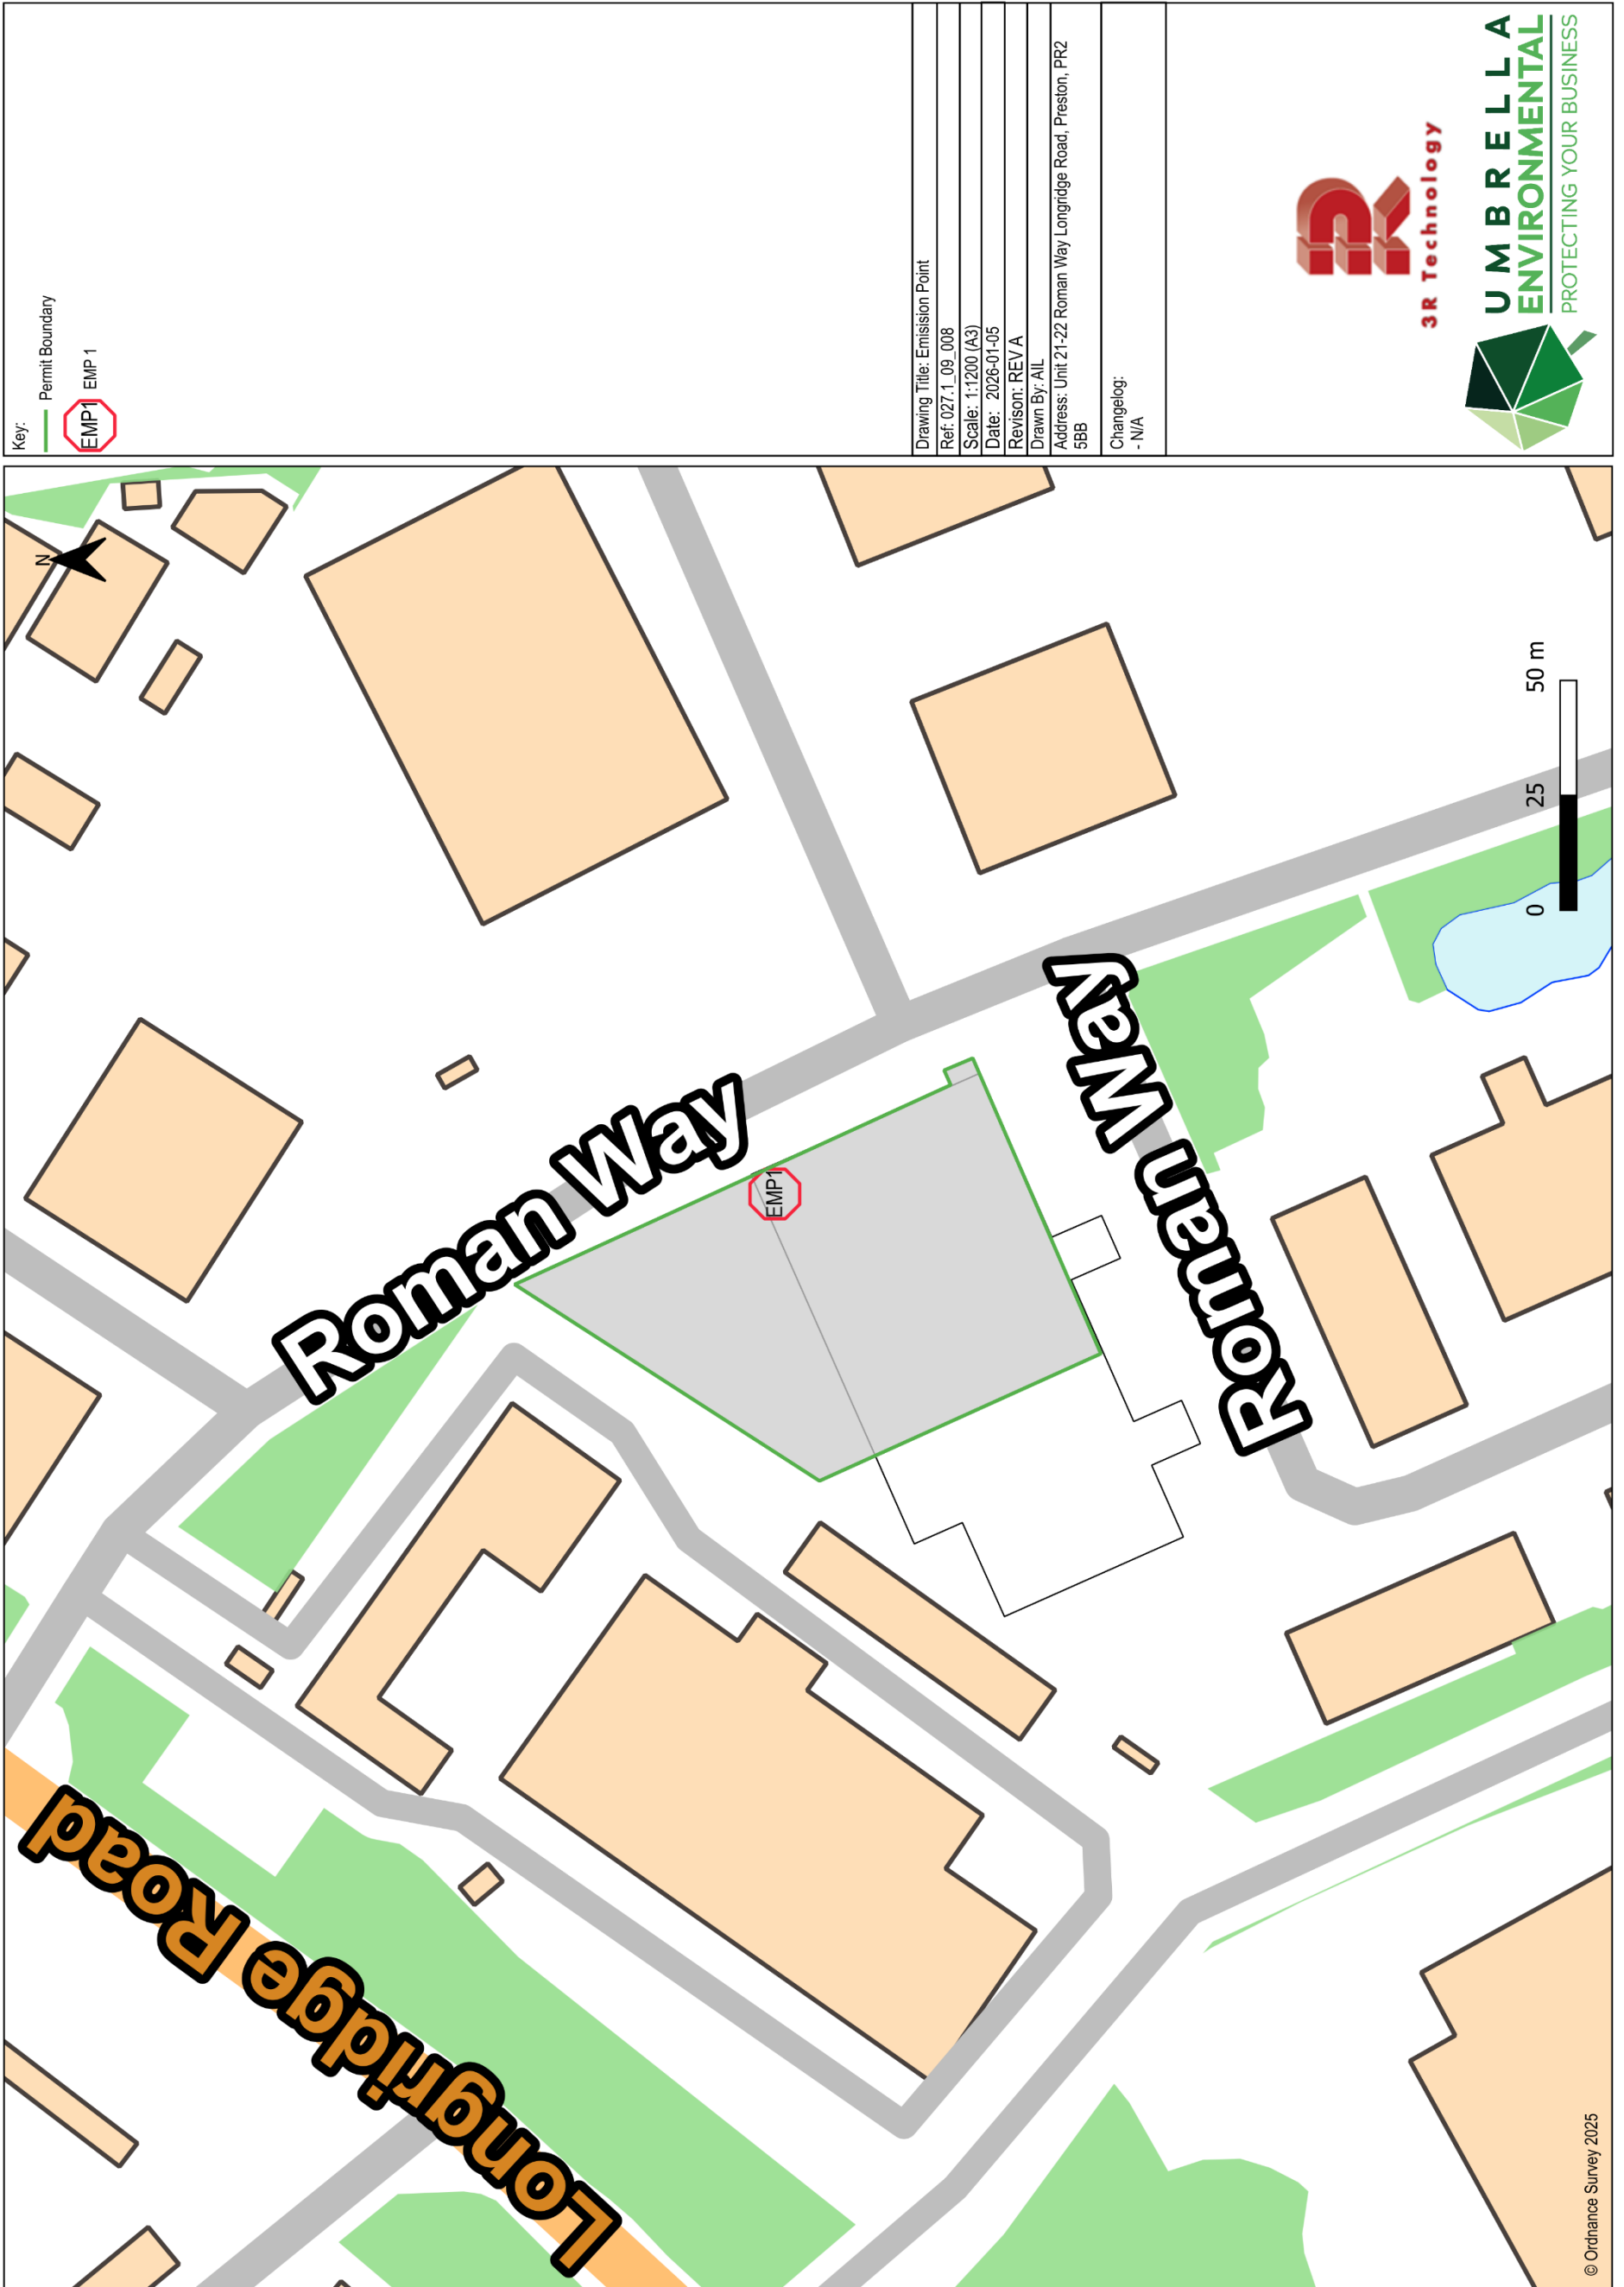 Key:
Permit Boundary
EMP1 EMP 1
Drawing Title: Emisision Point
Ref: 027.1_09_008
Scale: 1:1200 (A3)
Date: 2026-01-05
Revison: REV A
Drawn By: AIL
Address: Unit 21-22 Roman Way Longridge Road, Preston, PR2
5BB
Changelog:
- N/A
3R
3R Technology
UMBRELLA
ENVIRONMENTAL
PROTECTING YOUR BUSINESS
N
Longridge Road
Roman Way
EMP1
Roman Way
0 25 50 m
© Ordnance Survey 2025